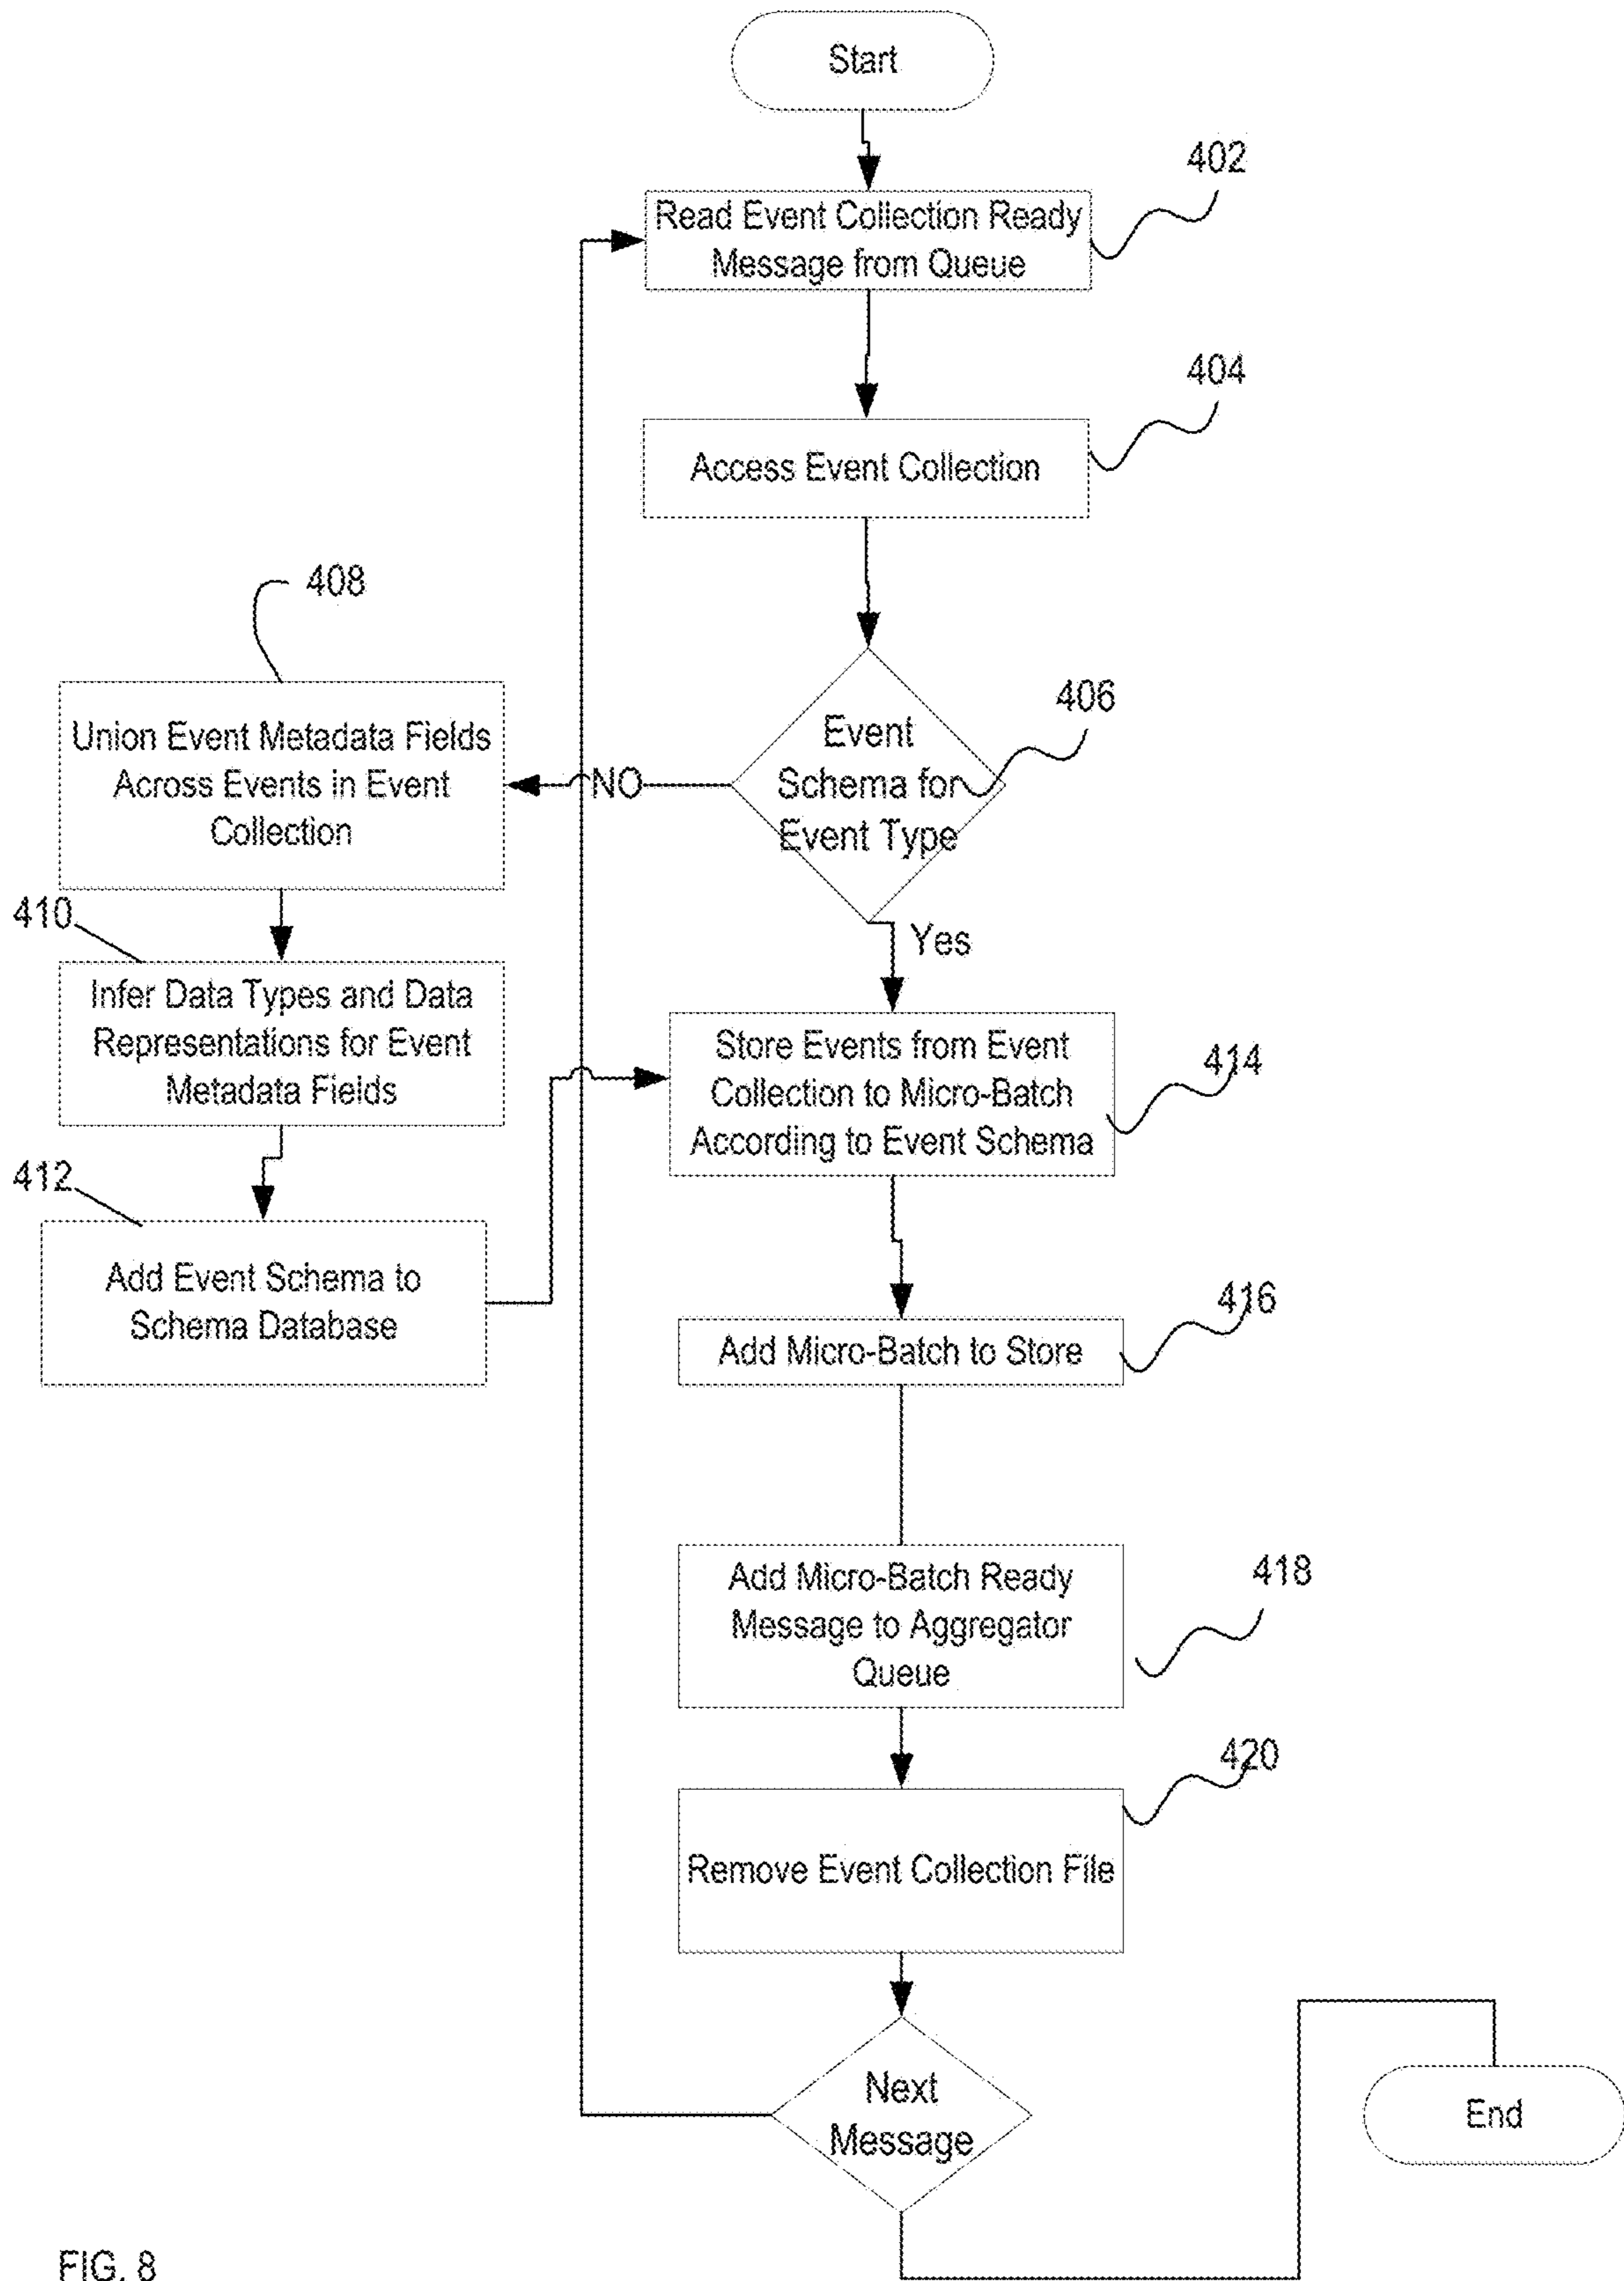 Start
402
Read Event Collection Ready
Message from Queue
404
Access Event Collection
408
406
Event
Schema for
Event Type
Union Event Metadata Fields
Across Events in Event
Collection
NO
Yes
410
Infer Data Types and Data
Representations for Event
Metadata Fields
Store Events from Event
Collection to Micro-Batch
According to Event Schema
414
412
Add Event Schema to
Schema Database
416
Add Micro-Batch to Store
418
Add Micro-Batch Ready
Message to Aggregator
Queue
420
Remove Event Collection File
Next
Message
End
FIG. 8